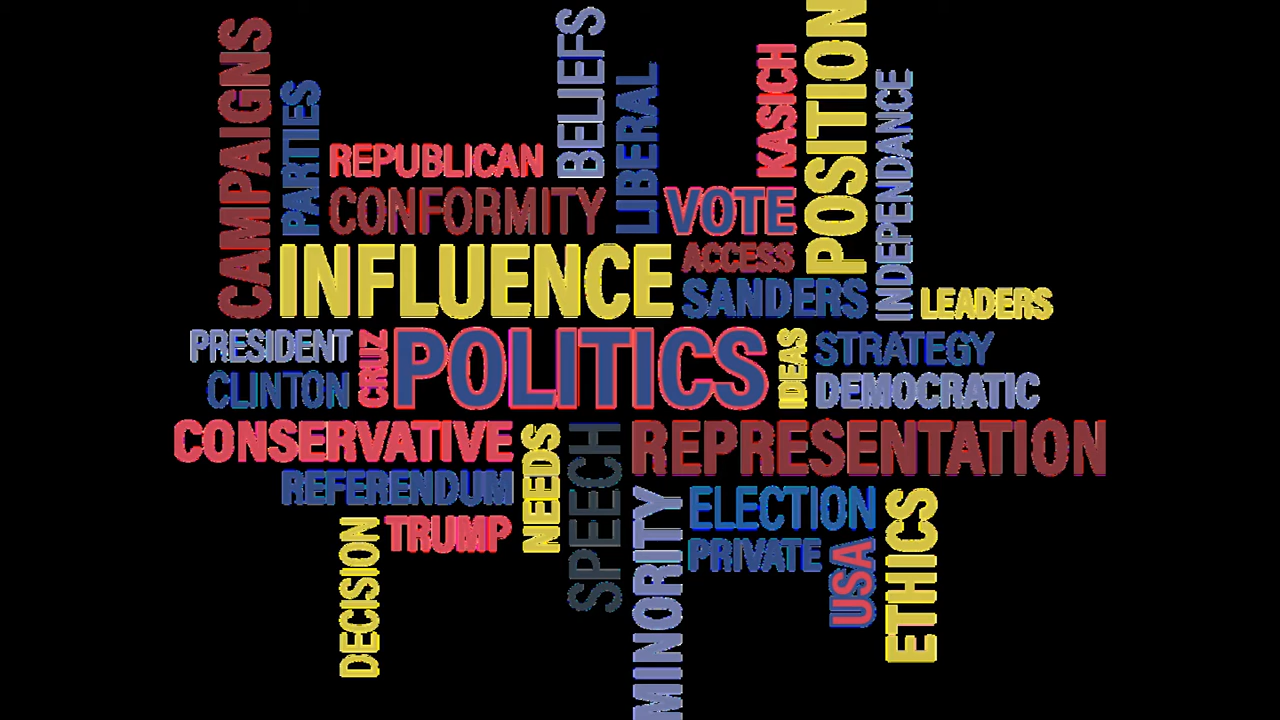 CAMPAIGNS
PARTIES
REPUBLICAN
CONFORMITY
BELIEFS
LIBERAL
KASICH
VOTE
POSITION
INDEPENDANCE
INFLUENCE
ACCESS
SANDERS
LEADERS
PRESIDENT
CLINTON
CRUZ
POLITICS
IDEAS
STRATEGY
DEMOCRATIC
CONSERVATIVE
REFERENDUM
TRUMP
DECISION
NEEDS
SPEECH
REPRESENTATION
MINORITY
ELECTION
PRIVATE
USA
ETHICS